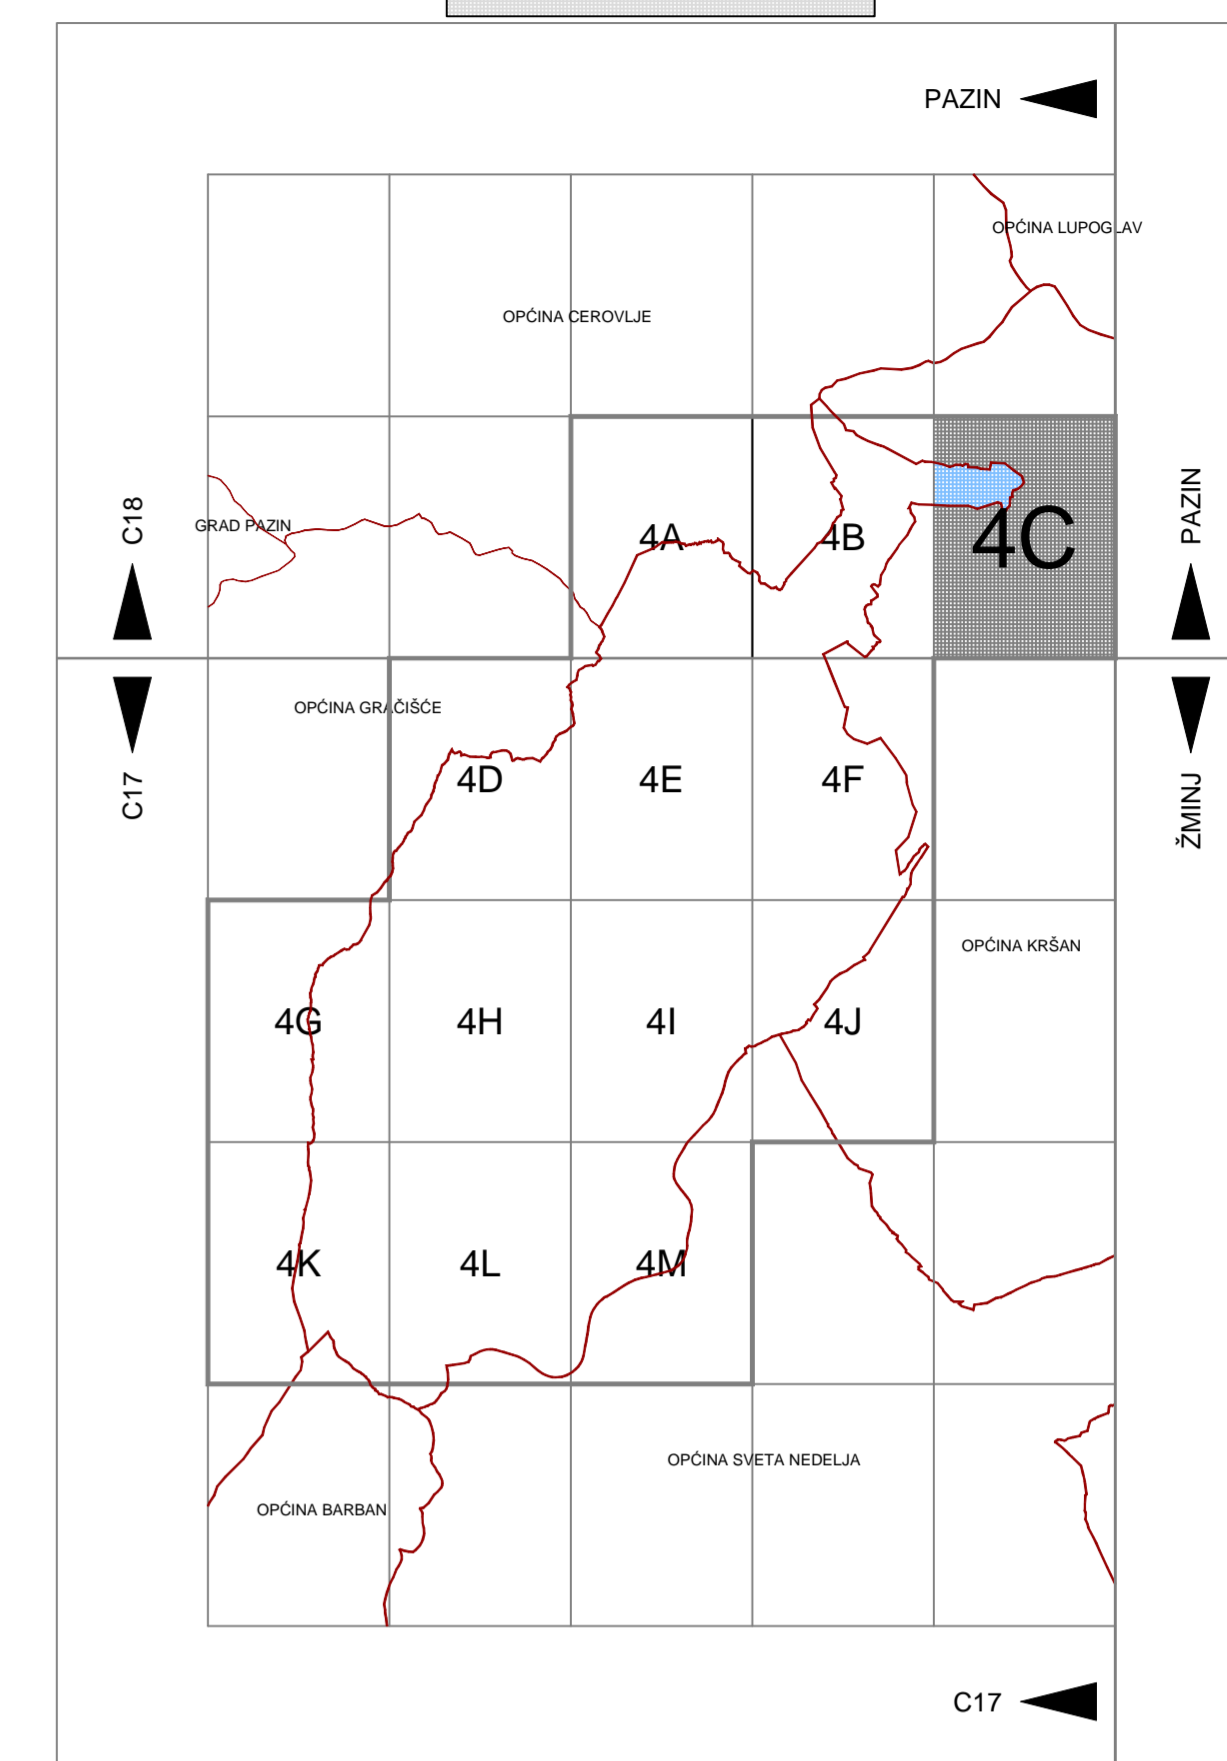 PAZIN
OPĆINA LUPOGLAV
OPĆINA CEROVLJE
C18
GRAD PAZIN
4A
4B
4C
PAZIN
C17
OPĆINA GRAČIŠĆE
4D
4E
4F
ŽMINJ
OPĆINA KRŠAN
4G
4H
4I
4J
4K
4L
4M
OPĆINA SVETA NEDELJA
OPĆINA BARBAN
C17